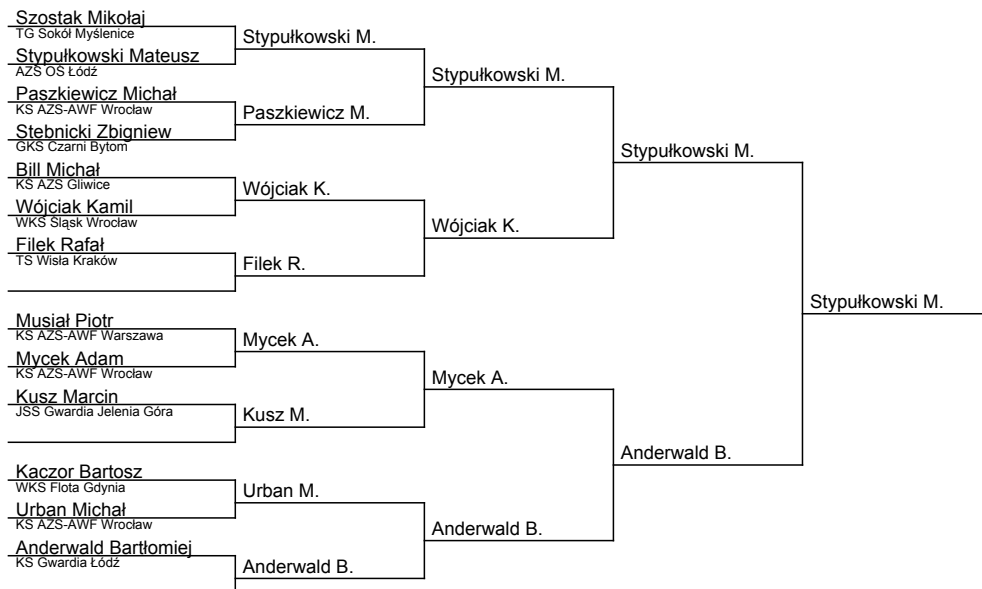 Szostak Mikołaj
TG Sokół Myślenice
Stypułkowski M.
Stypułkowski Mateusz
AZS OŚ Łódź
Stypułkowski M.
Paszkiewicz Michał
KS AZS-AWF Wrocław
Paszkiewicz M.
Stebnicki Zbigniew
GKS Czarni Bytom
Stypułkowski M.
Bill Michał
KS AZS Gliwice
Wójciak K.
Wójciak Kamil
WKS Śląsk Wrocław
Wójciak K.
Filek Rafał
TS Wisła Kraków
Filek R.
Stypułkowski M.
Musiał Piotr
KS AZS-AWF Warszawa
Mycek A.
Mycek Adam
KS AZS-AWF Wrocław
Mycek A.
Kusz Marcin
JSS Gwardia Jelenia Góra
Kusz M.
Anderwald B.
Kaczor Bartosz
WKS Flota Gdynia
Urban M.
Urban Michał
KS AZS-AWF Wrocław
Anderwald B.
Anderwald Bartłomiej
KS Gwardia Łódź
Anderwald B.